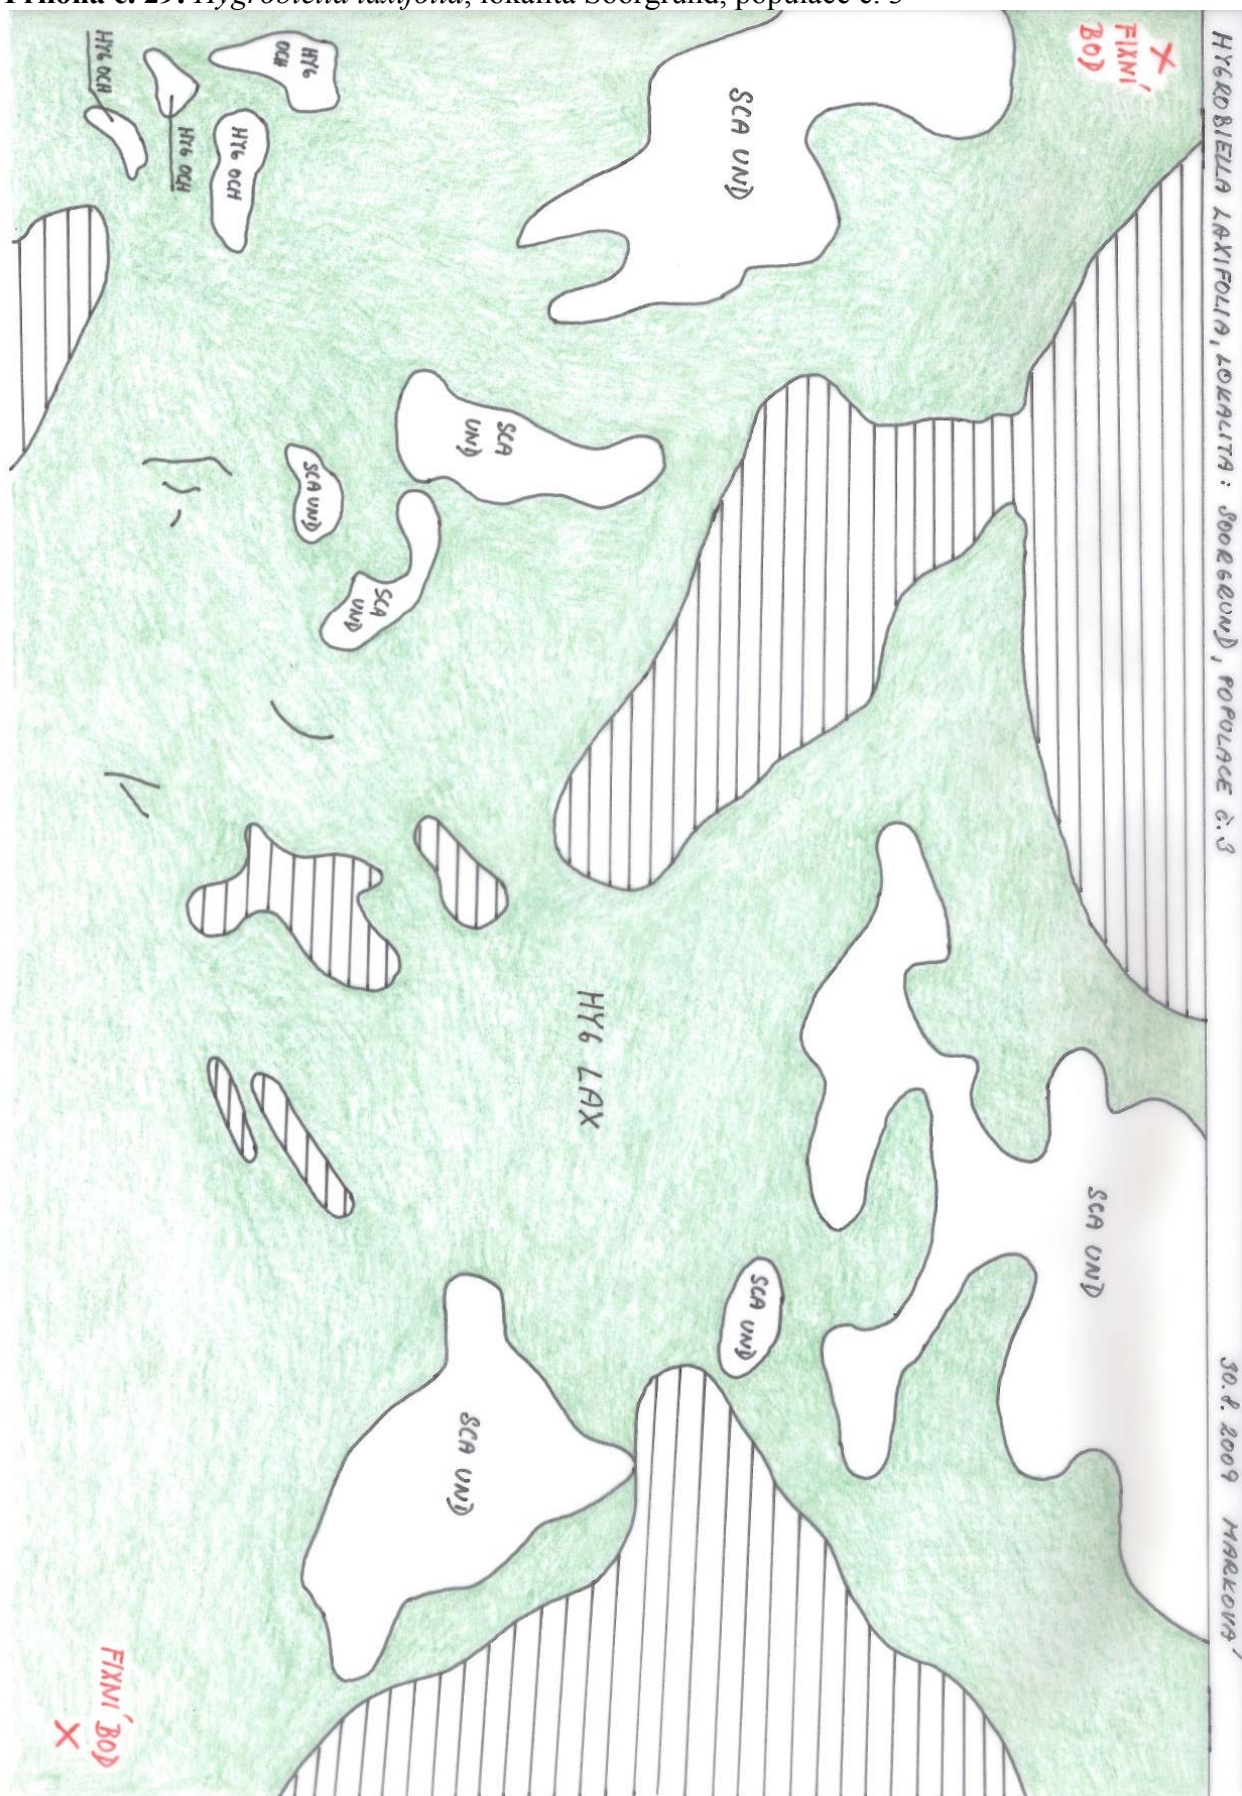 Příloha č. 29: Hygrobiella laxifolia, lokalita Soorgrund, populace č. 3
HYGROBIELLA LAXIFOLIA, LOKALITA: SOORGRUND, POPULACE č.3
30.8. 2009 MARKOVÁ
X
FIXNÍ
BOD
SCA UND
HYG
OCH
HYG OCH
HYG OCH
HYG OCH
SCA
UND
SCA UND
SCA
UND
HYG LAX
SCA UND
SCA UND
SCA UND
FIXNÍ BOD
X